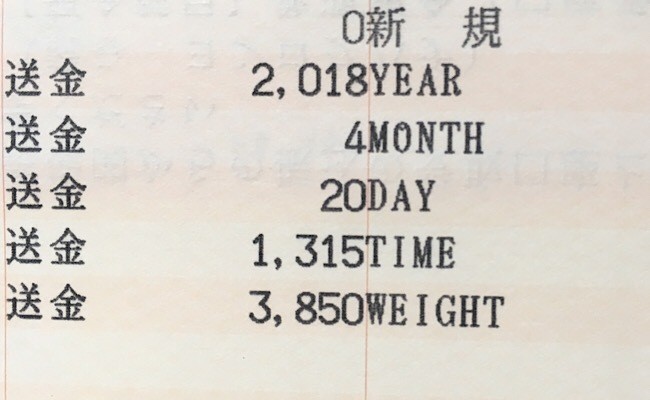 0新 規
送金 2,018YEAR
送金 4MONTH
送金 20DAY
送金 1,315TIME
送金 3,850WEIGHT